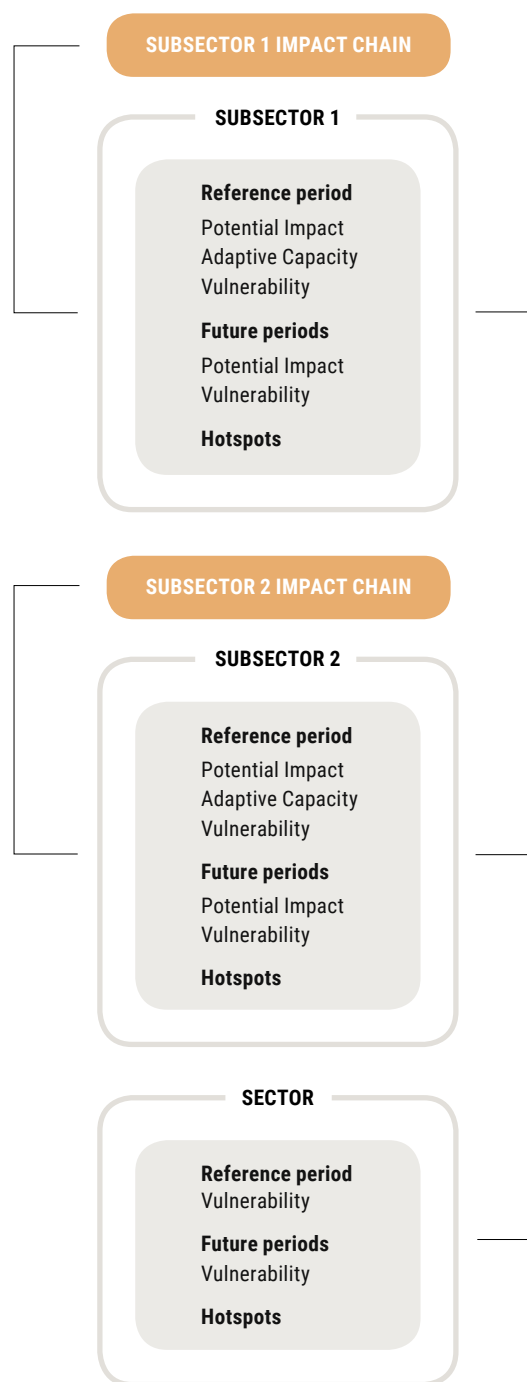 SUBSECTOR 1 IMPACT CHAIN
SUBSECTOR 1
Reference period
Potential Impact
Adaptive Capacity
Vulnerability
Future periods
Potential Impact
Vulnerability
Hotspots
SUBSECTOR 2 IMPACT CHAIN
SUBSECTOR 2
Reference period
Potential Impact
Adaptive Capacity
Vulnerability
Future periods
Potential Impact
Vulnerability
Hotspots
SECTOR
Reference period
Vulnerability
Future periods
Vulnerability
Hotspots